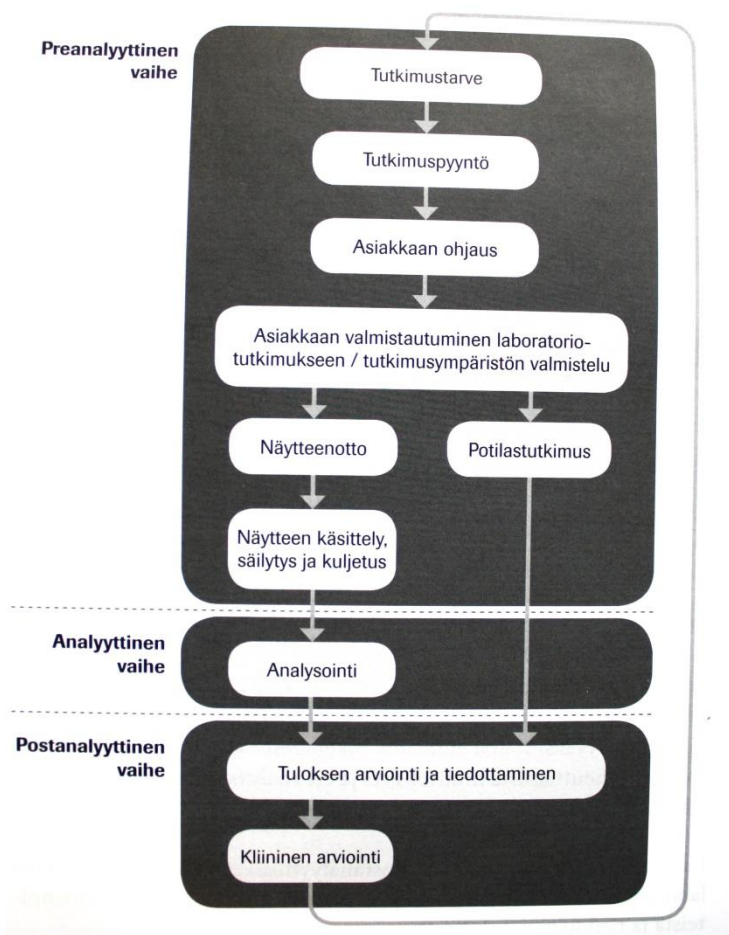 Preanalyyttinen
vaihe
Tutkimustarve
Tutkimuspyyntö
Asiakkaan ohjaus
Asiakkaan valmistautuminen laboratorio-
tutkimukseen / tutkimusympäristön valmistelu
Näytteenotto
Potilastutkimus
Näytteen käsittely,
säilytys ja kuljetus
Analyyttinen
vaihe
Analysointi
Postanalyyttinen
vaihe
Tuloksen arviointi ja tiedottaminen
Kliininen arviointi